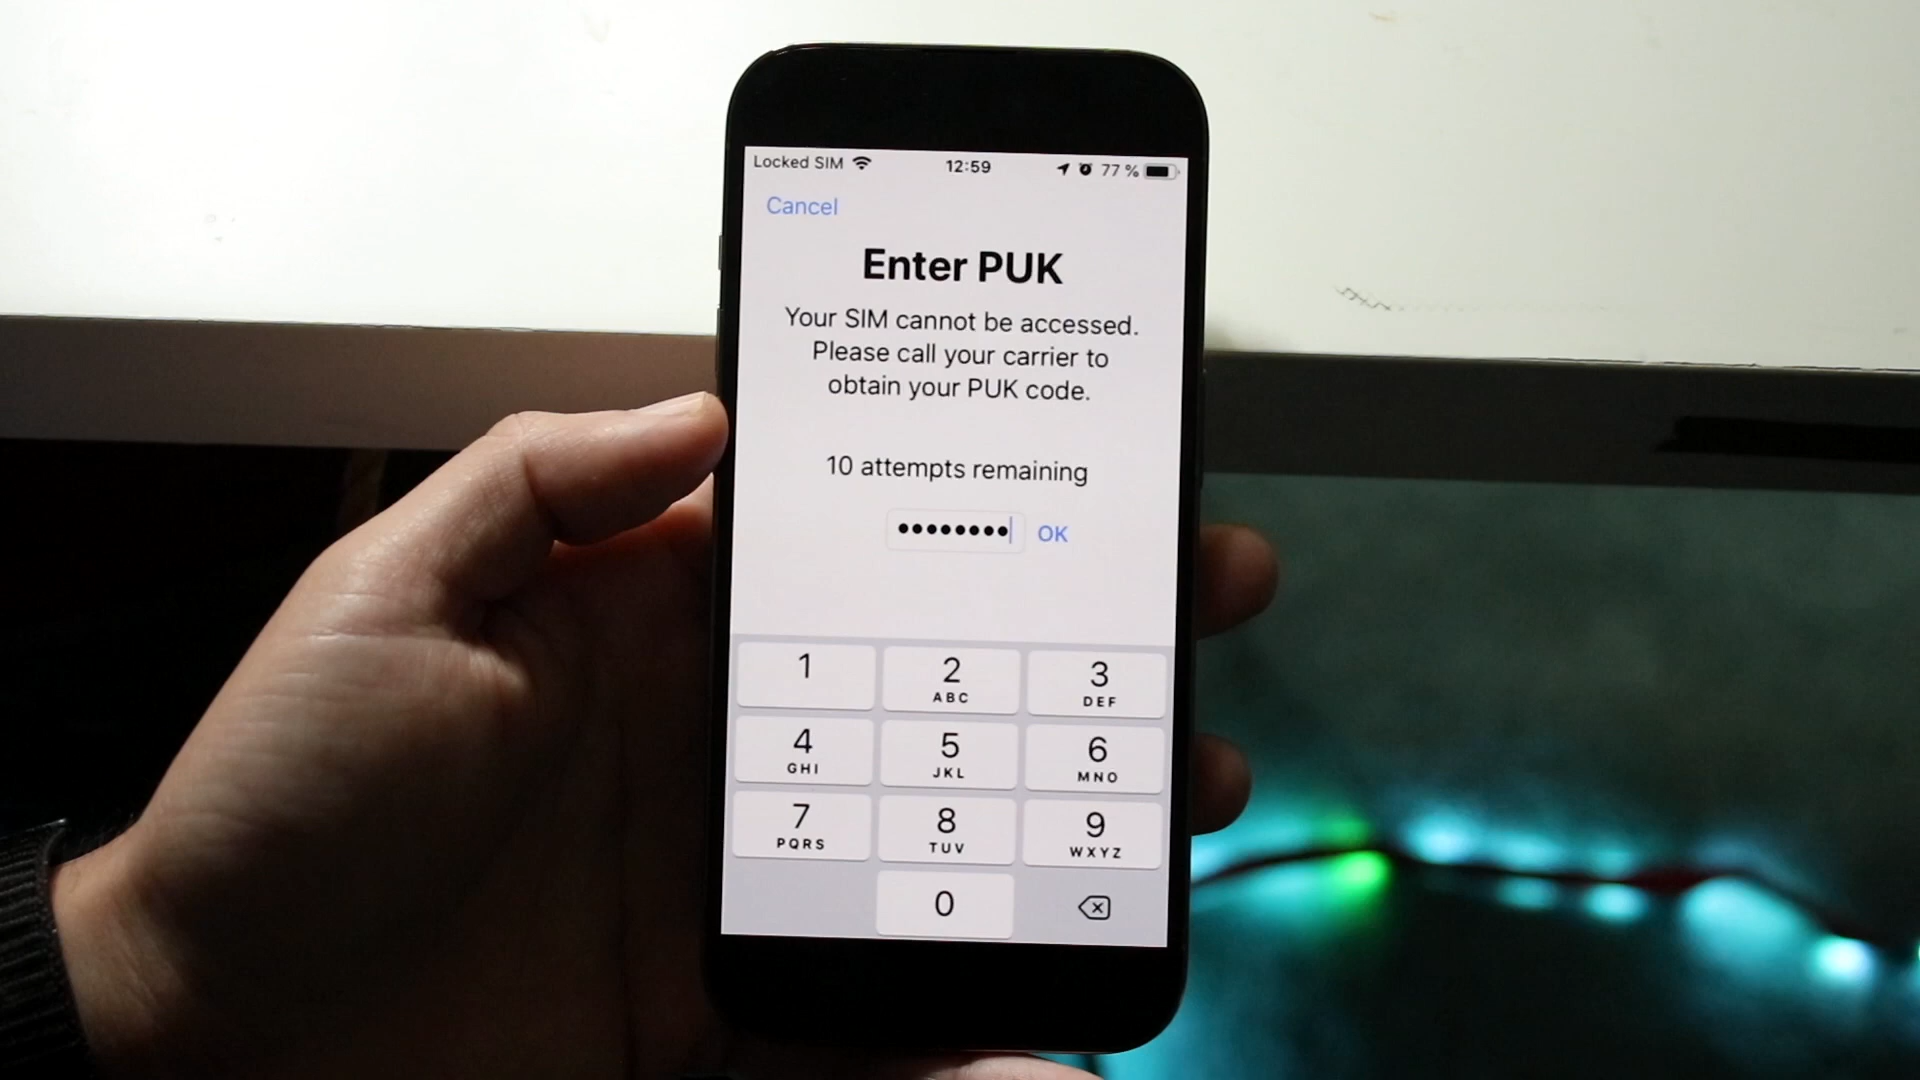 Locked SIM 12:59 77 %
Cancel
Enter PUK
Your SIM cannot be accessed.
Please call your carrier to
obtain your PUK code.
10 attempts remaining
•••••••• OK
1 2 3
ABC DEF
4 5 6
GHI JKL MNO
7 8 9
PQRS TUV WXYZ
0